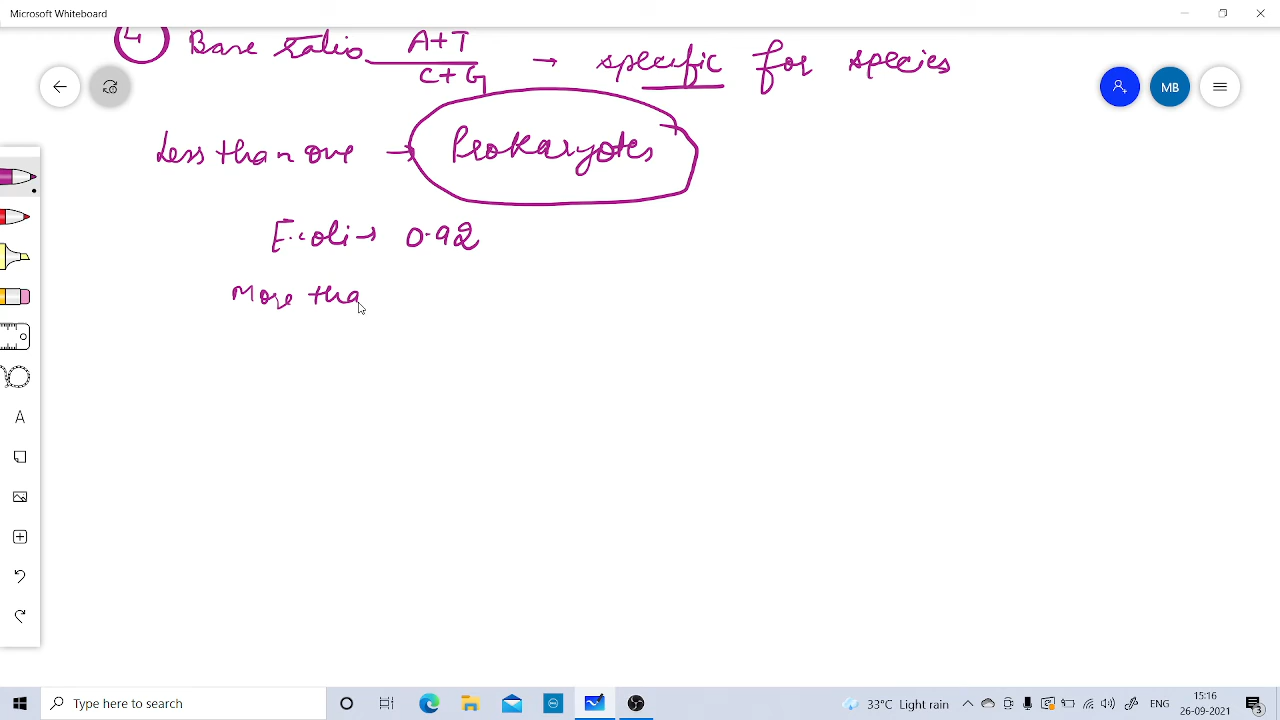 Microsoft Whiteboard
4 Base ratio A+T → specific for species
C+G
Less than one → Prokaryotes
E.coli → 0.92
More tha
MB
A
Type here to search
33°C Light rain
ENG
15:16
26-09-2021
3